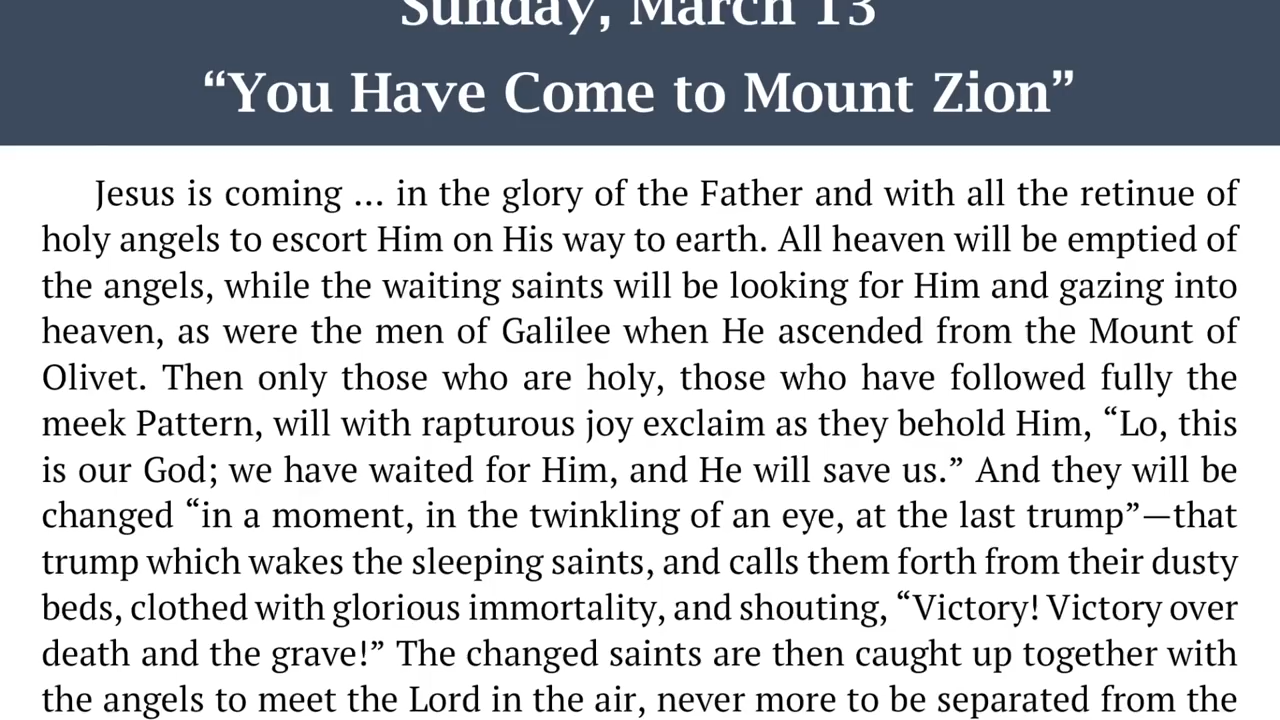 Sunday, March 13
“You Have Come to Mount Zion”
Jesus is coming ... in the glory of the Father and with all the retinue of
holy angels to escort Him on His way to earth. All heaven will be emptied of
the angels, while the waiting saints will be looking for Him and gazing into
heaven, as were the men of Galilee when He ascended from the Mount of
Olivet. Then only those who are holy, those who have followed fully the
meek Pattern, will with rapturous joy exclaim as they behold Him, “Lo, this
is our God; we have waited for Him, and He will save us.” And they will be
changed “in a moment, in the twinkling of an eye, at the last trump”—that
trump which wakes the sleeping saints, and calls them forth from their dusty
beds, clothed with glorious immortality, and shouting, “Victory! Victory over
death and the grave!” The changed saints are then caught up together with
the angels to meet the Lord in the air, never more to be separated from the